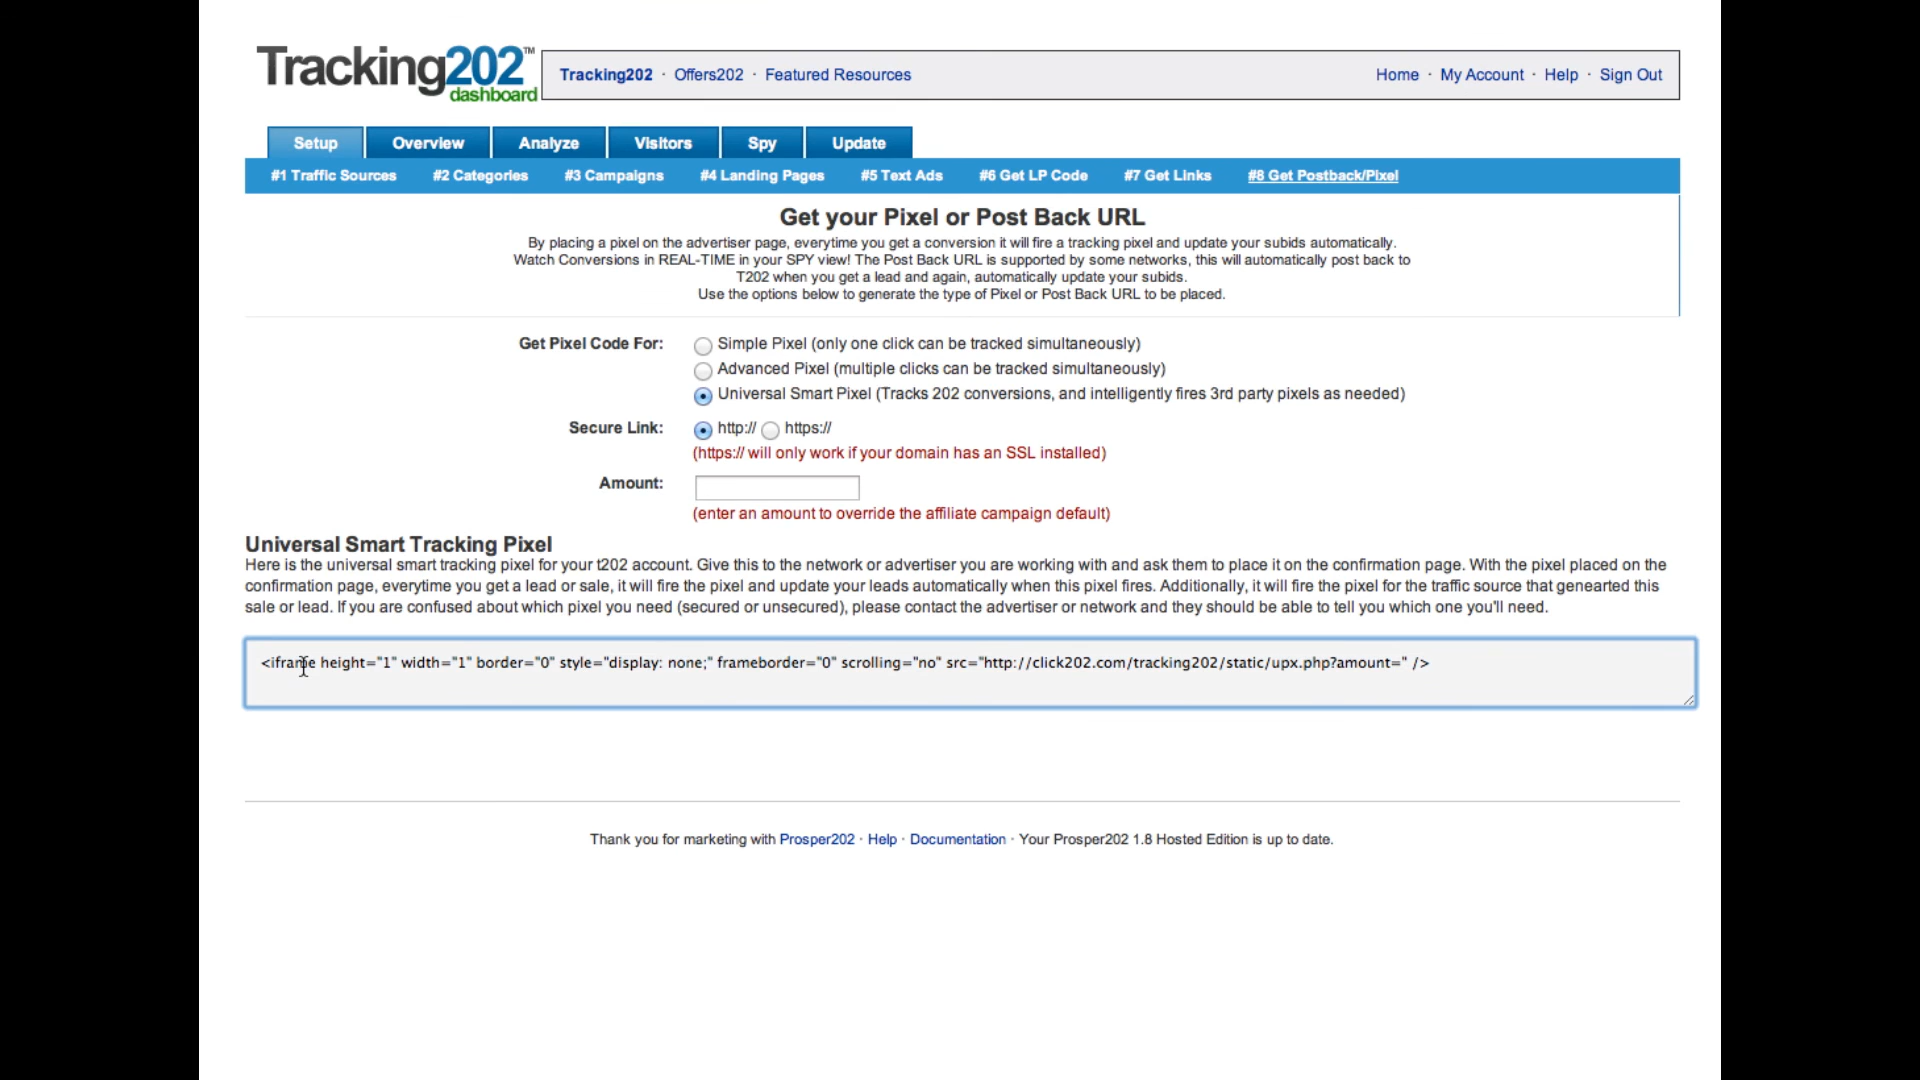 Tracking202™
dashboard
Tracking202 · Offers202 · Featured Resources
Home · My Account · Help · Sign Out
Setup Overview Analyze Visitors Spy Update
#1 Traffic Sources #2 Categories #3 Campaigns #4 Landing Pages #5 Text Ads #6 Get LP Code #7 Get Links #8 Get Postback/Pixel
Get your Pixel or Post Back URL
By placing a pixel on the advertiser page, everytime you get a conversion it will fire a tracking pixel and update your subids automatically.
Watch Conversions in REAL-TIME in your SPY view! The Post Back URL is supported by some networks, this will automatically post back to
T202 when you get a lead and again, automatically update your subids.
Use the options below to generate the type of Pixel or Post Back URL to be placed.
Get Pixel Code For: Simple Pixel (only one click can be tracked simultaneously)
Advanced Pixel (multiple clicks can be tracked simultaneously)
Universal Smart Pixel (Tracks 202 conversions, and intelligently fires 3rd party pixels as needed)
Secure Link: http:// https://
(https:// will only work if your domain has an SSL installed)
Amount:
(enter an amount to override the affiliate campaign default)
Universal Smart Tracking Pixel
Here is the universal smart tracking pixel for your t202 account. Give this to the network or advertiser you are working with and ask them to place it on the confirmation page. With the pixel placed on the
confirmation page, everytime you get a lead or sale, it will fire the pixel and update your leads automatically when this pixel fires. Additionally, it will fire the pixel for the traffic source that genearted this
sale or lead. If you are confused about which pixel you need (secured or unsecured), please contact the advertiser or network and they should be able to tell you which one you'll need.
<iframe height="1" width="1" border="0" style="display: none;" frameborder="0" scrolling="no" src="http://click202.com/tracking202/static/upx.php?amount=" />
Thank you for marketing with Prosper202 · Help · Documentation · Your Prosper202 1.8 Hosted Edition is up to date.